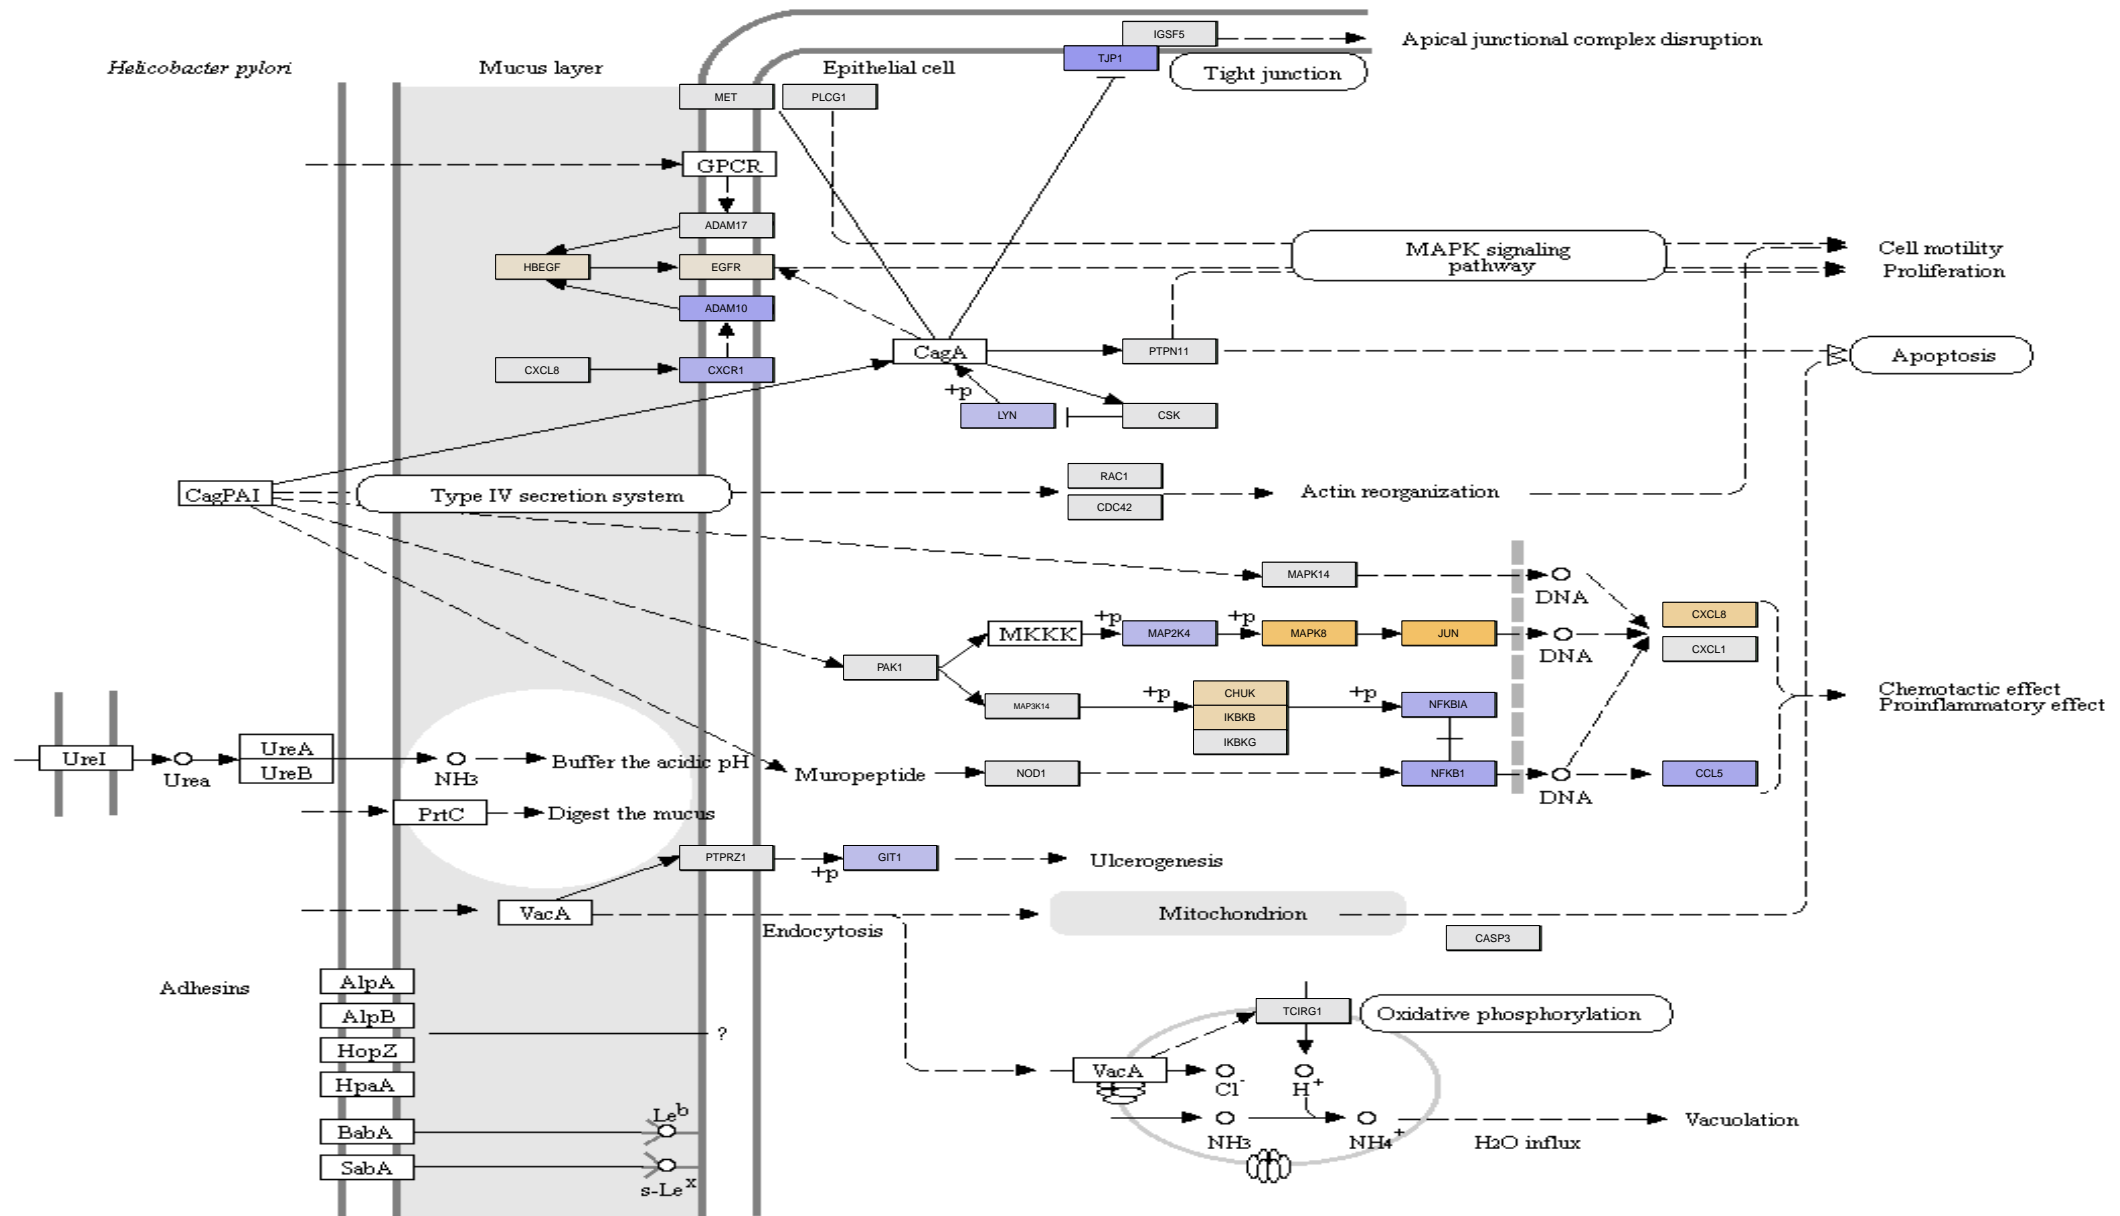 IGSF5
Apical junctional complex disruption
TJP1
Helicobacter pylori
Mucus layer
Epithelial cell
Tight junction
MET
PLCG1
GPCR
ADAM17
MAPK signaling
pathway
Cell motility
HBEGF
EGFR
Proliferation
ADAM10
CagA
PTPN11
Apoptosis
CXCL8
CXCR1
+p
LYN
CSK
RAC1
CagPAI
Type IV secretion system
Actin reorganization
CDC42
MAPK14
DNA
CXCL8
+p
+p
MKKK
MAP2K4
MAPK8
JUN
CXCL1
DNA
PAK1
CHUK
+p
+p
Chemotactic effect
Proinflammatory effect
MAP3K14
NFKBIA
IKBKB
IKBKG
UreI
Urea
UreA
UreB
NH3
Buffer the acidic pH
Muropeptide
NOD1
NFKB1
CCL5
DNA
PrtC
Digest the mucus
PTPRZ1
+p
GIT1
Ulcerogenesis
VacA
Endocytosis
Mitochondrion
CASP3
Adhesins
AlpA
AlpB
HopZ
HpaA
BabA
SabA
?
Le b
s-Le x
TCIRG1
Oxidative phosphorylation
VacA
Cl-
H+
NH3
NH4+
H2O influx
Vacuolation